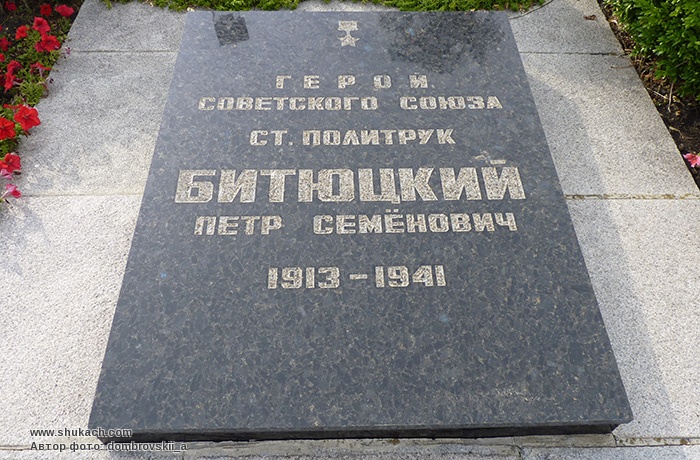 ГЕРОЙ
СОВЕТСКОГО СОЮЗА
СТ. ПОЛИТРУК
БИТЮЦКИЙ
ПЕТР СЕМЁНОВИЧ
1913-1941
www.shukach.com
Автор фото: dombrovskii_a